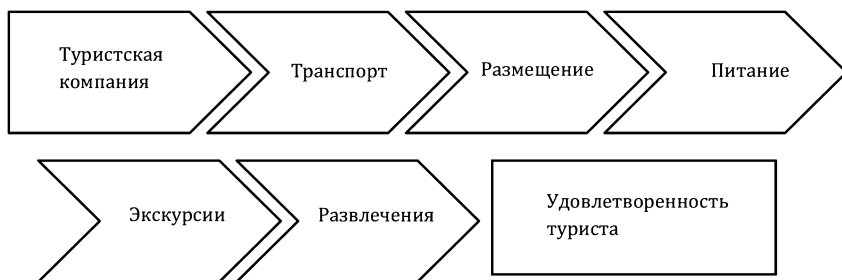 Туристская
компания
Транспорт
Размещение
Питание
Экскурсии
Развлечения
Удовлетворенность
туриста